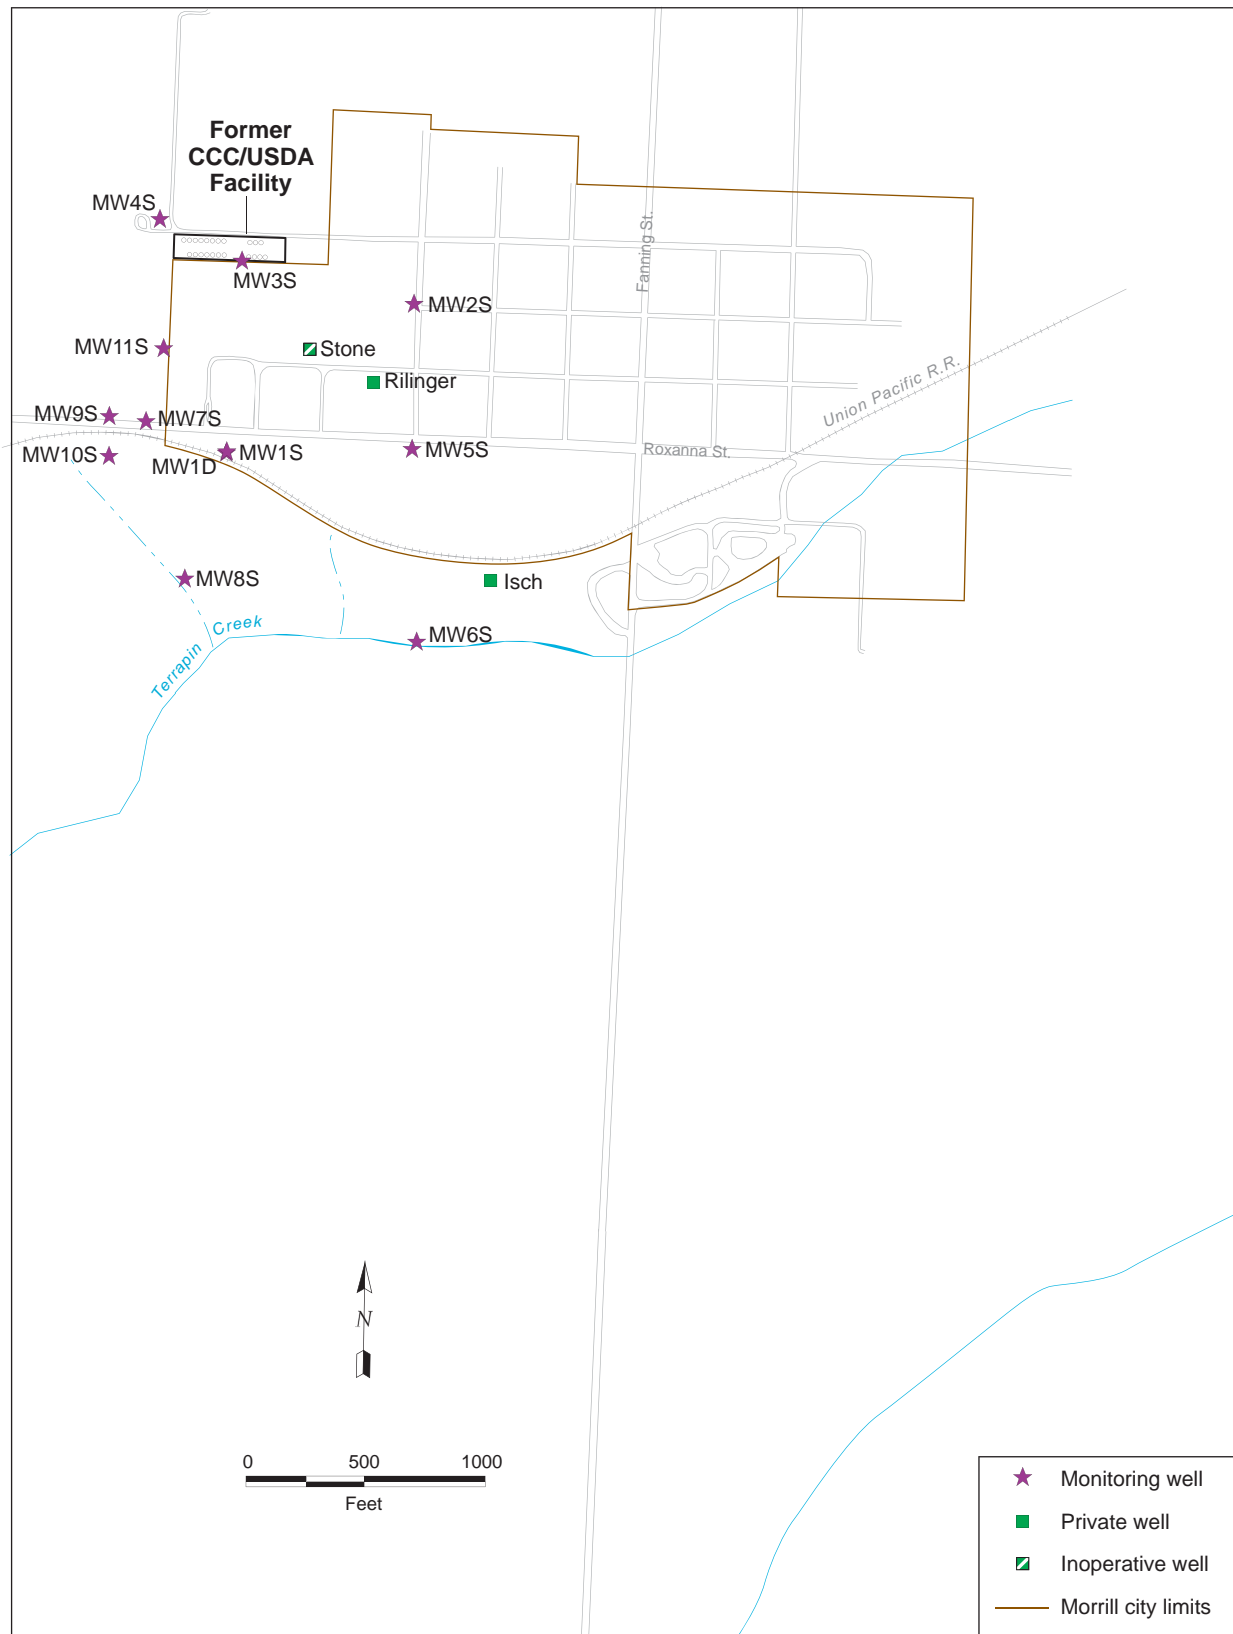 Former
CCC/USDA
Facility
MW4S
Fanning St.
MW3S
MW2S
MW11S
Stone
Rilinger
Union Pacific R.R.
MW9S
MW7S
MW10S
MW1D
MW1S
MW5S
Roxanna St.
MW8S
Isch
Terrapin Creek
MW6S
N
0 500 1000
Feet
Monitoring well
Private well
Inoperative well
Morrill city limits